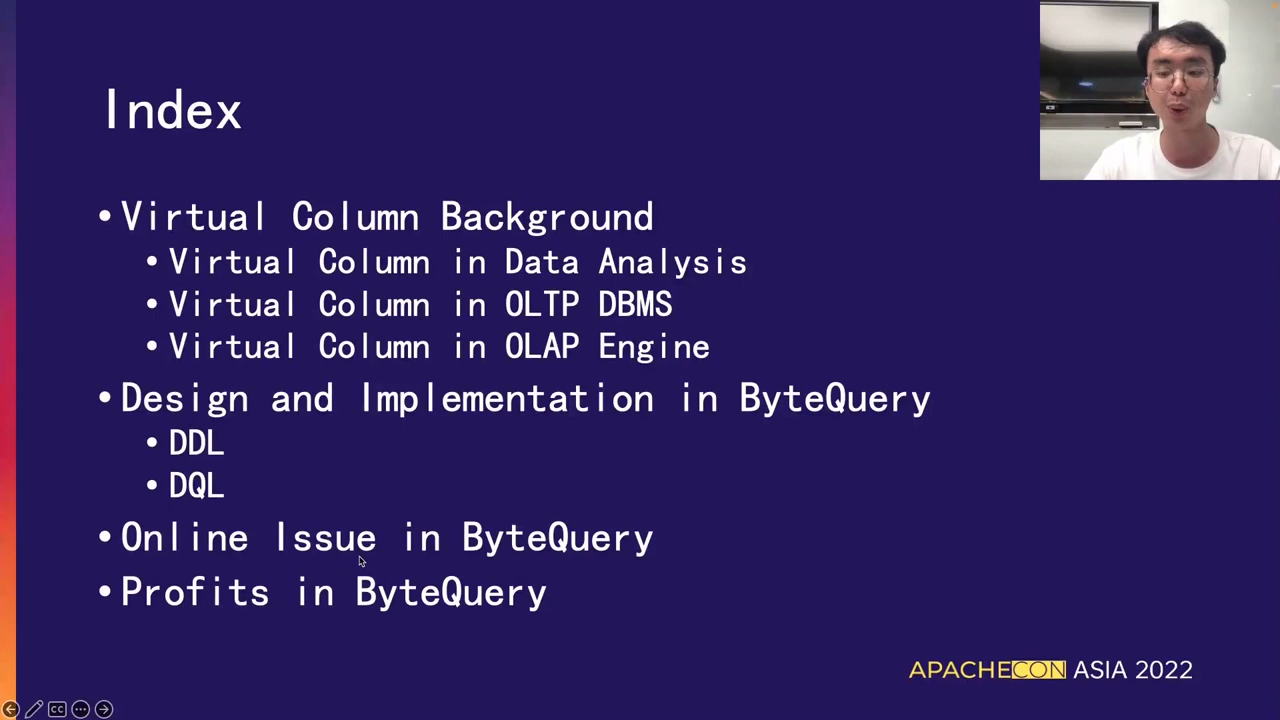 Index
• Virtual Column Background
• Virtual Column in Data Analysis
• Virtual Column in OLTP DBMS
• Virtual Column in OLAP Engine
• Design and Implementation in ByteQuery
• DDL
• DQL
• Online Issue in ByteQuery
• Profits in ByteQuery
APACHECON ASIA 2022
CC